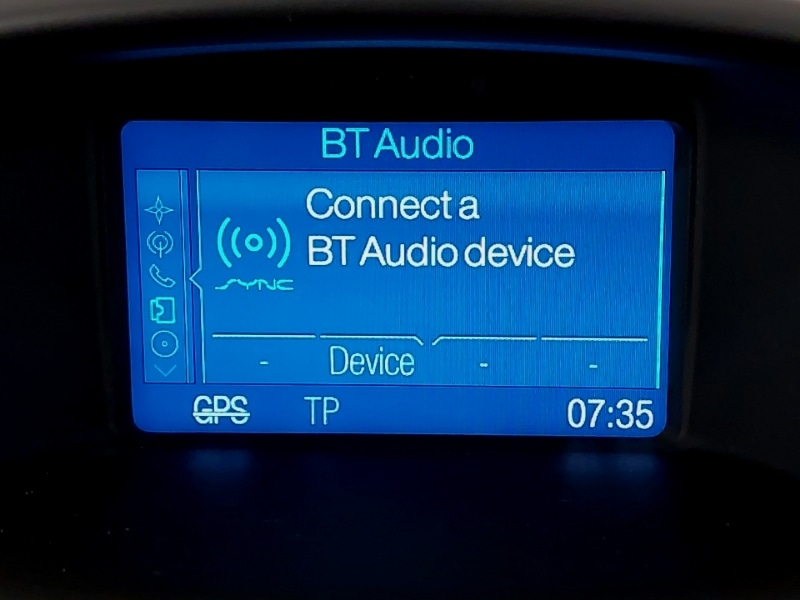 BT Audio
Connect a
BT Audio device
SYNC
- Device - -
GPS TP 07:35